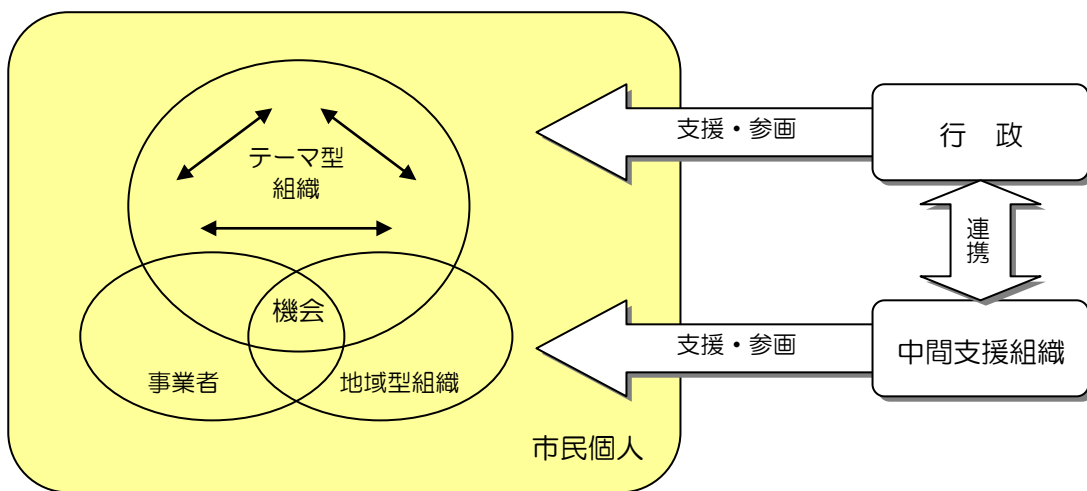 テーマ型
組織
機会
事業者
地域型組織
市民個人
支援・参画
行　政
連
携
支援・参画
中間支援組織